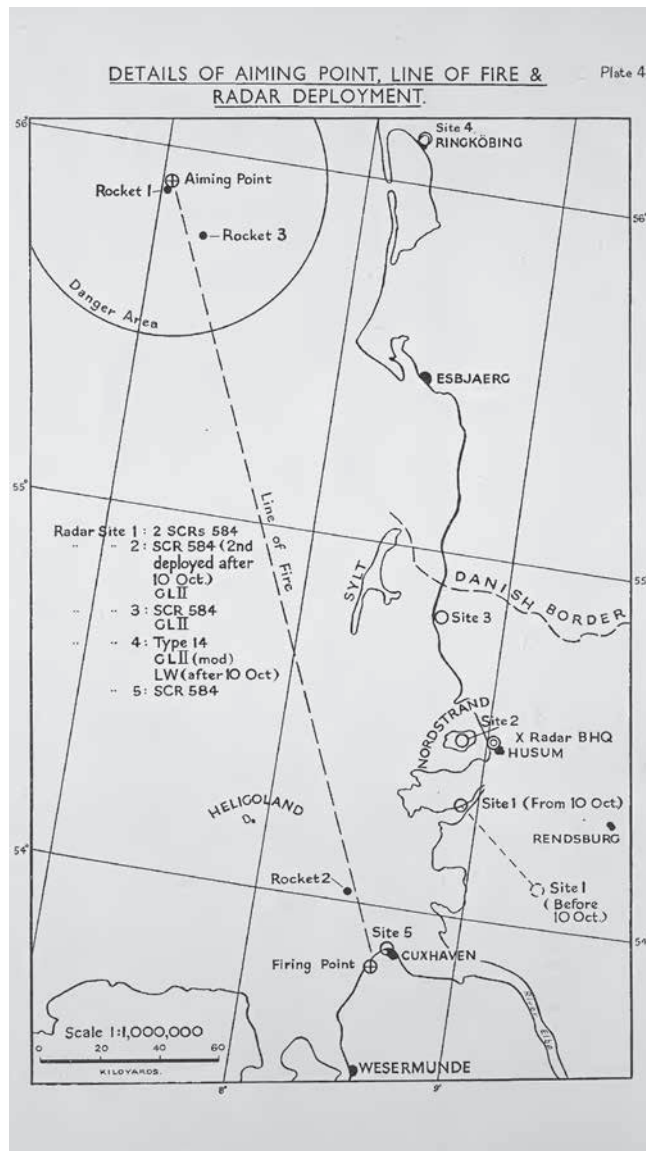 DETAILS OF AIMING POINT, LINE OF FIRE &
RADAR DEPLOYMENT.
Plate 4
56°
Site 4
RINGKÖBING
Aiming Point
Rocket 1
Rocket 3
56°
Danger Area
ESBJAERG
55°
Line of Fire
Radar Site 1: 2 SCRs 584
" " 2: SCR 584 (2nd
deployed after
10 Oct.)
GL II
" " 3: SCR 584
GL II
" " 4: Type 14
GL II (mod)
LW (after 10 Oct)
" 5: SCR 584
SYLT
55°
DANISH BORDER
Site 3
NORDSTRAND
Site 2
X Radar BHQ
HUSUM
HELIGOLAND
Site 1 (From 10 Oct)
RENDSBURG
54°
Rocket 2
Site 1
(Before
10 Oct.)
Site 5
54°
CUXHAVEN
Firing Point
River Elbe
Scale 1:1,000,000
0 20 40 60
KILOYARDS.
WESERMUNDE
8° 9°